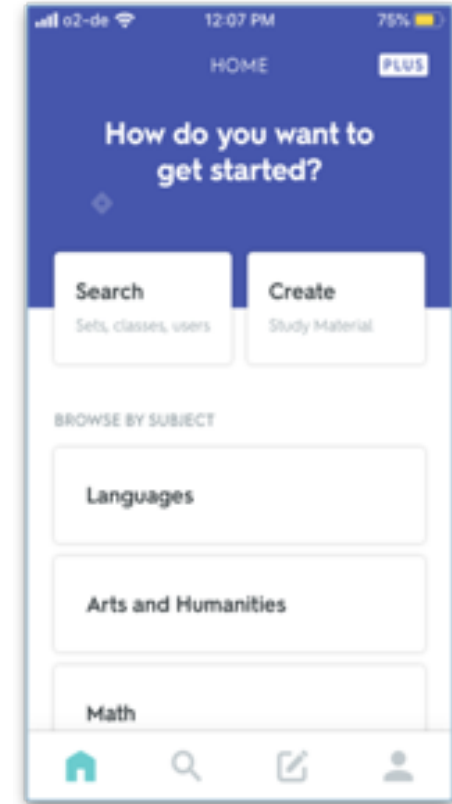 o2-de 12:07 PM 75%
HOME PLUS
How do you want to
get started?
Search Create
Sets, classes, users Study Material
BROWSE BY SUBJECT
Languages
Arts and Humanities
Math